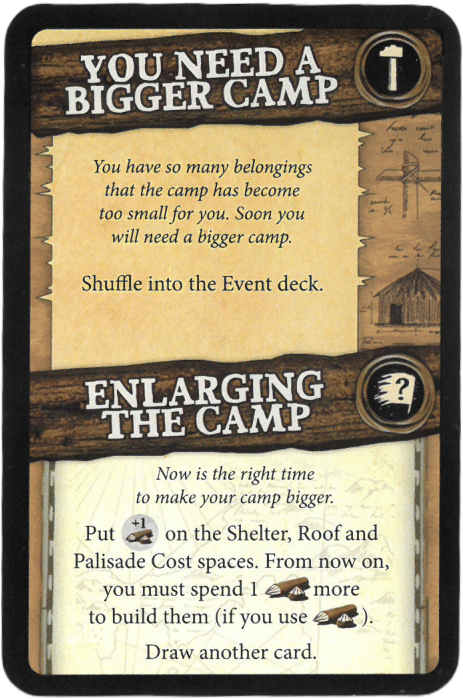 YOU NEED A
BIGGER CAMP
You have so many belongings
that the camp has become
too small for you. Soon you
will need a bigger camp.
Shuffle into the Event deck.
ENLARGING
THE CAMP
?
Now is the right time
to make your camp bigger.
Put +1 on the Shelter, Roof and
Palisade Cost spaces. From now on,
you must spend 1 more
to build them (if you use ).
Draw another card.